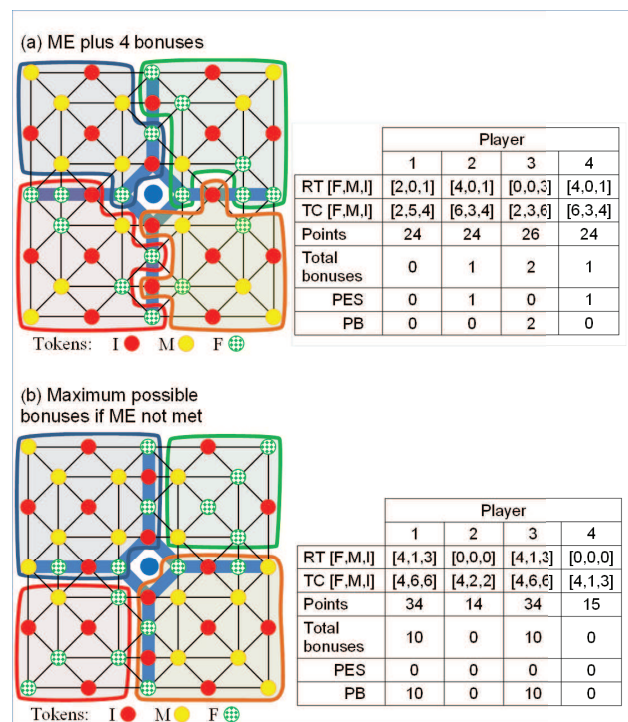 (a) ME plus 4 bonuses
Player
1 2 3 4
RT [F,M,I] [2,0,1] [4,0,1] [0,0,3] [4,0,1]
TC [F,M,I] [2,5,4] [6,3,4] [2,3,6] [6,3,4]
Points 24 24 26 24
Total
bonuses 0 1 2 1
PES 0 1 0 1
PB 0 0 2 0
Tokens: I M F
(b) Maximum possible
bonuses if ME not met
Player
1 2 3 4
RT [F,M,I] [4,1,3] [0,0,0] [4,1,3] [0,0,0]
TC [F,M,I] [4,6,6] [4,2,2] [4,6,6] [4,1,3]
Points 34 14 34 15
Total
bonuses 10 0 10 0
PES 0 0 0 0
PB 10 0 10 0
Tokens: I M F